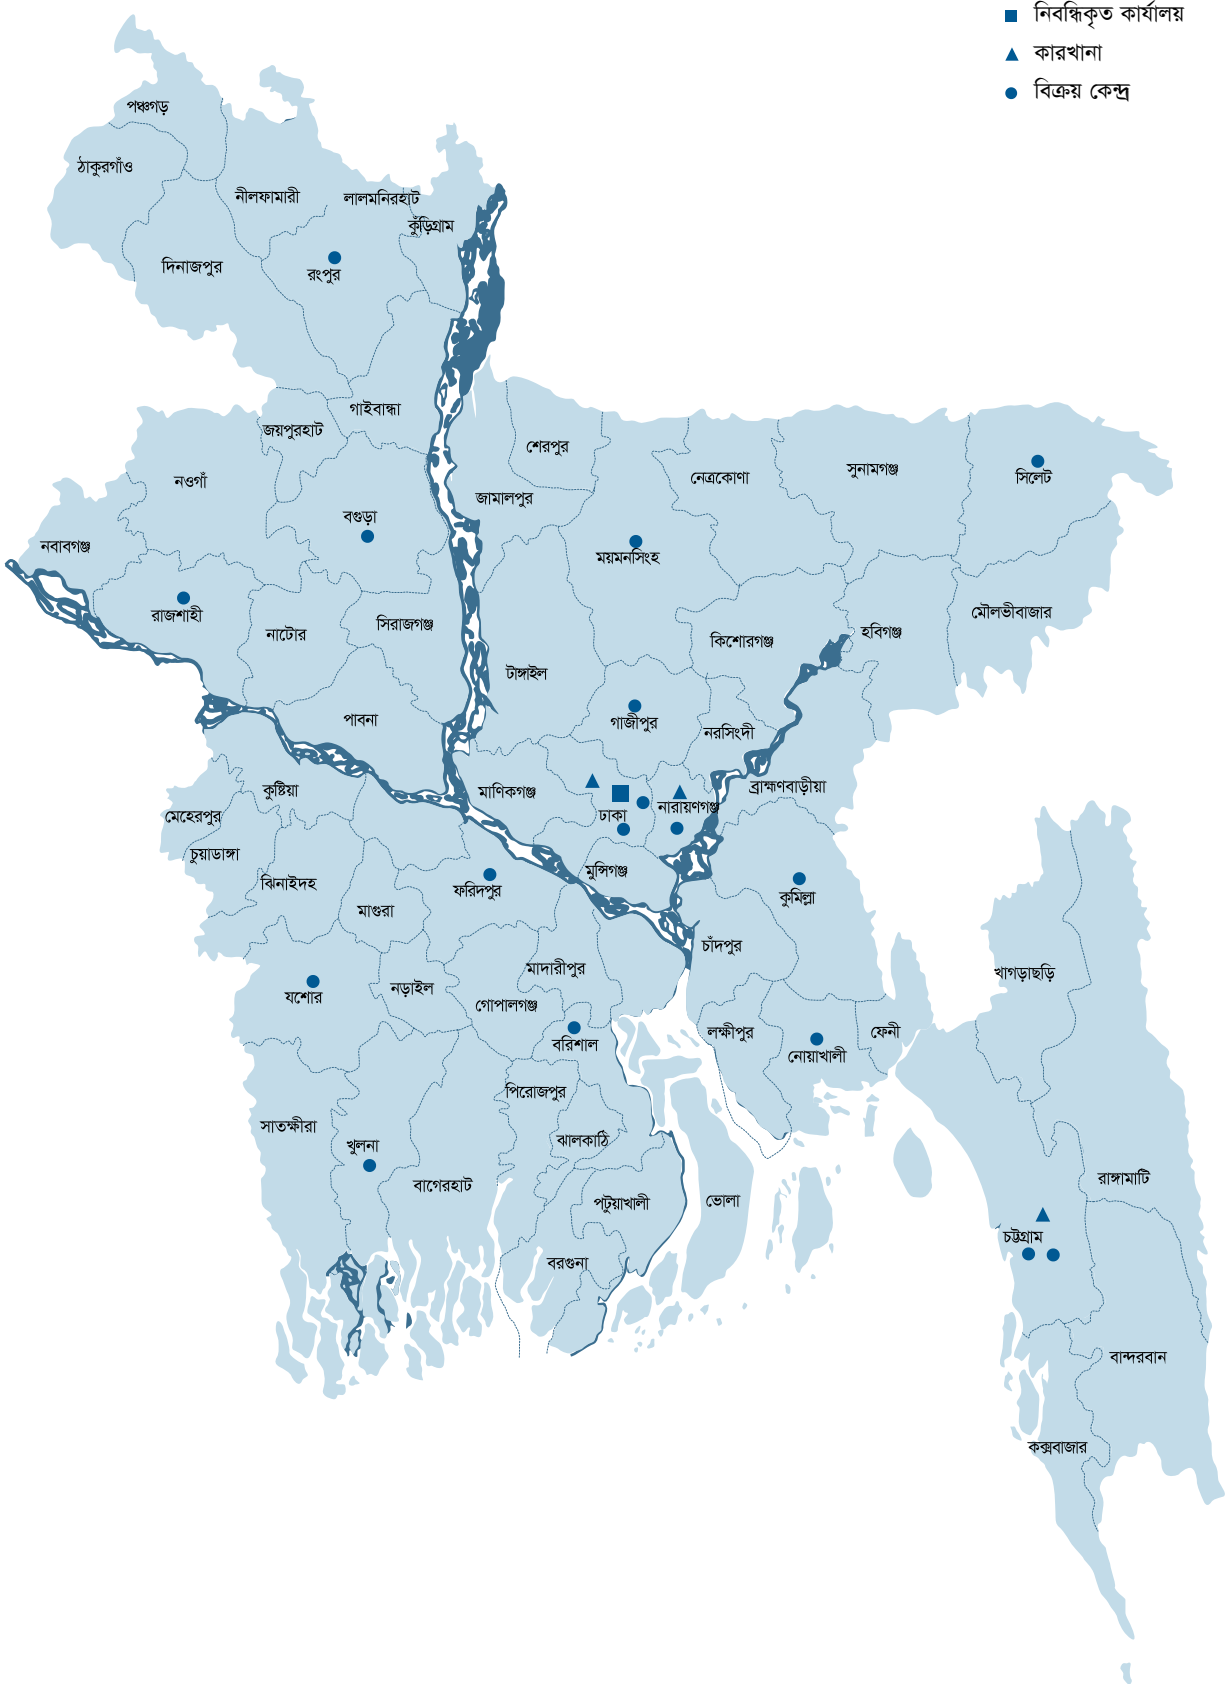 নিবন্ধিকৃত কার্যালয়
কারখানা
বিক্রয় কেন্দ্র
পঞ্চগড়
ঠাকুরগাঁও
নীলফামারী
লালমনিরহাট
কুঁড়িগ্রাম
দিনাজপুর
রংপুর
গাইবান্ধা
জয়পুরহাট
শেরপুর
নওগাঁ
নেত্রকোণা
সুনামগঞ্জ
সিলেট
জামালপুর
বগুড়া
নবাবগঞ্জ
ময়মনসিংহ
রাজশাহী
নাটোর
সিরাজগঞ্জ
কিশোরগঞ্জ
হবিগঞ্জ
মৌলভীবাজার
টাঙ্গাইল
পাবনা
গাজীপুর
নরসিংদী
কুষ্টিয়া
মাণিকগঞ্জ
ব্রাহ্মণবাড়ীয়া
মেহেরপুর
ঢাকা
নারায়ণগঞ্জ
চুয়াডাঙ্গা
ঝিনাইদহ
ফরিদপুর
মুন্সিগঞ্জ
কুমিল্লা
মাগুরা
চাঁদপুর
মাদারীপুর
খাগড়াছড়ি
যশোর
নড়াইল
গোপালগঞ্জ
লক্ষীপুর
ফেনী
বরিশাল
নোয়াখালী
পিরোজপুর
সাতক্ষীরা
খুলনা
ঝালকাঠি
বাগেরহাট
পটুয়াখালী
ভোলা
রাঙ্গামাটি
চট্টগ্রাম
বরগুনা
বান্দরবান
কক্সবাজার